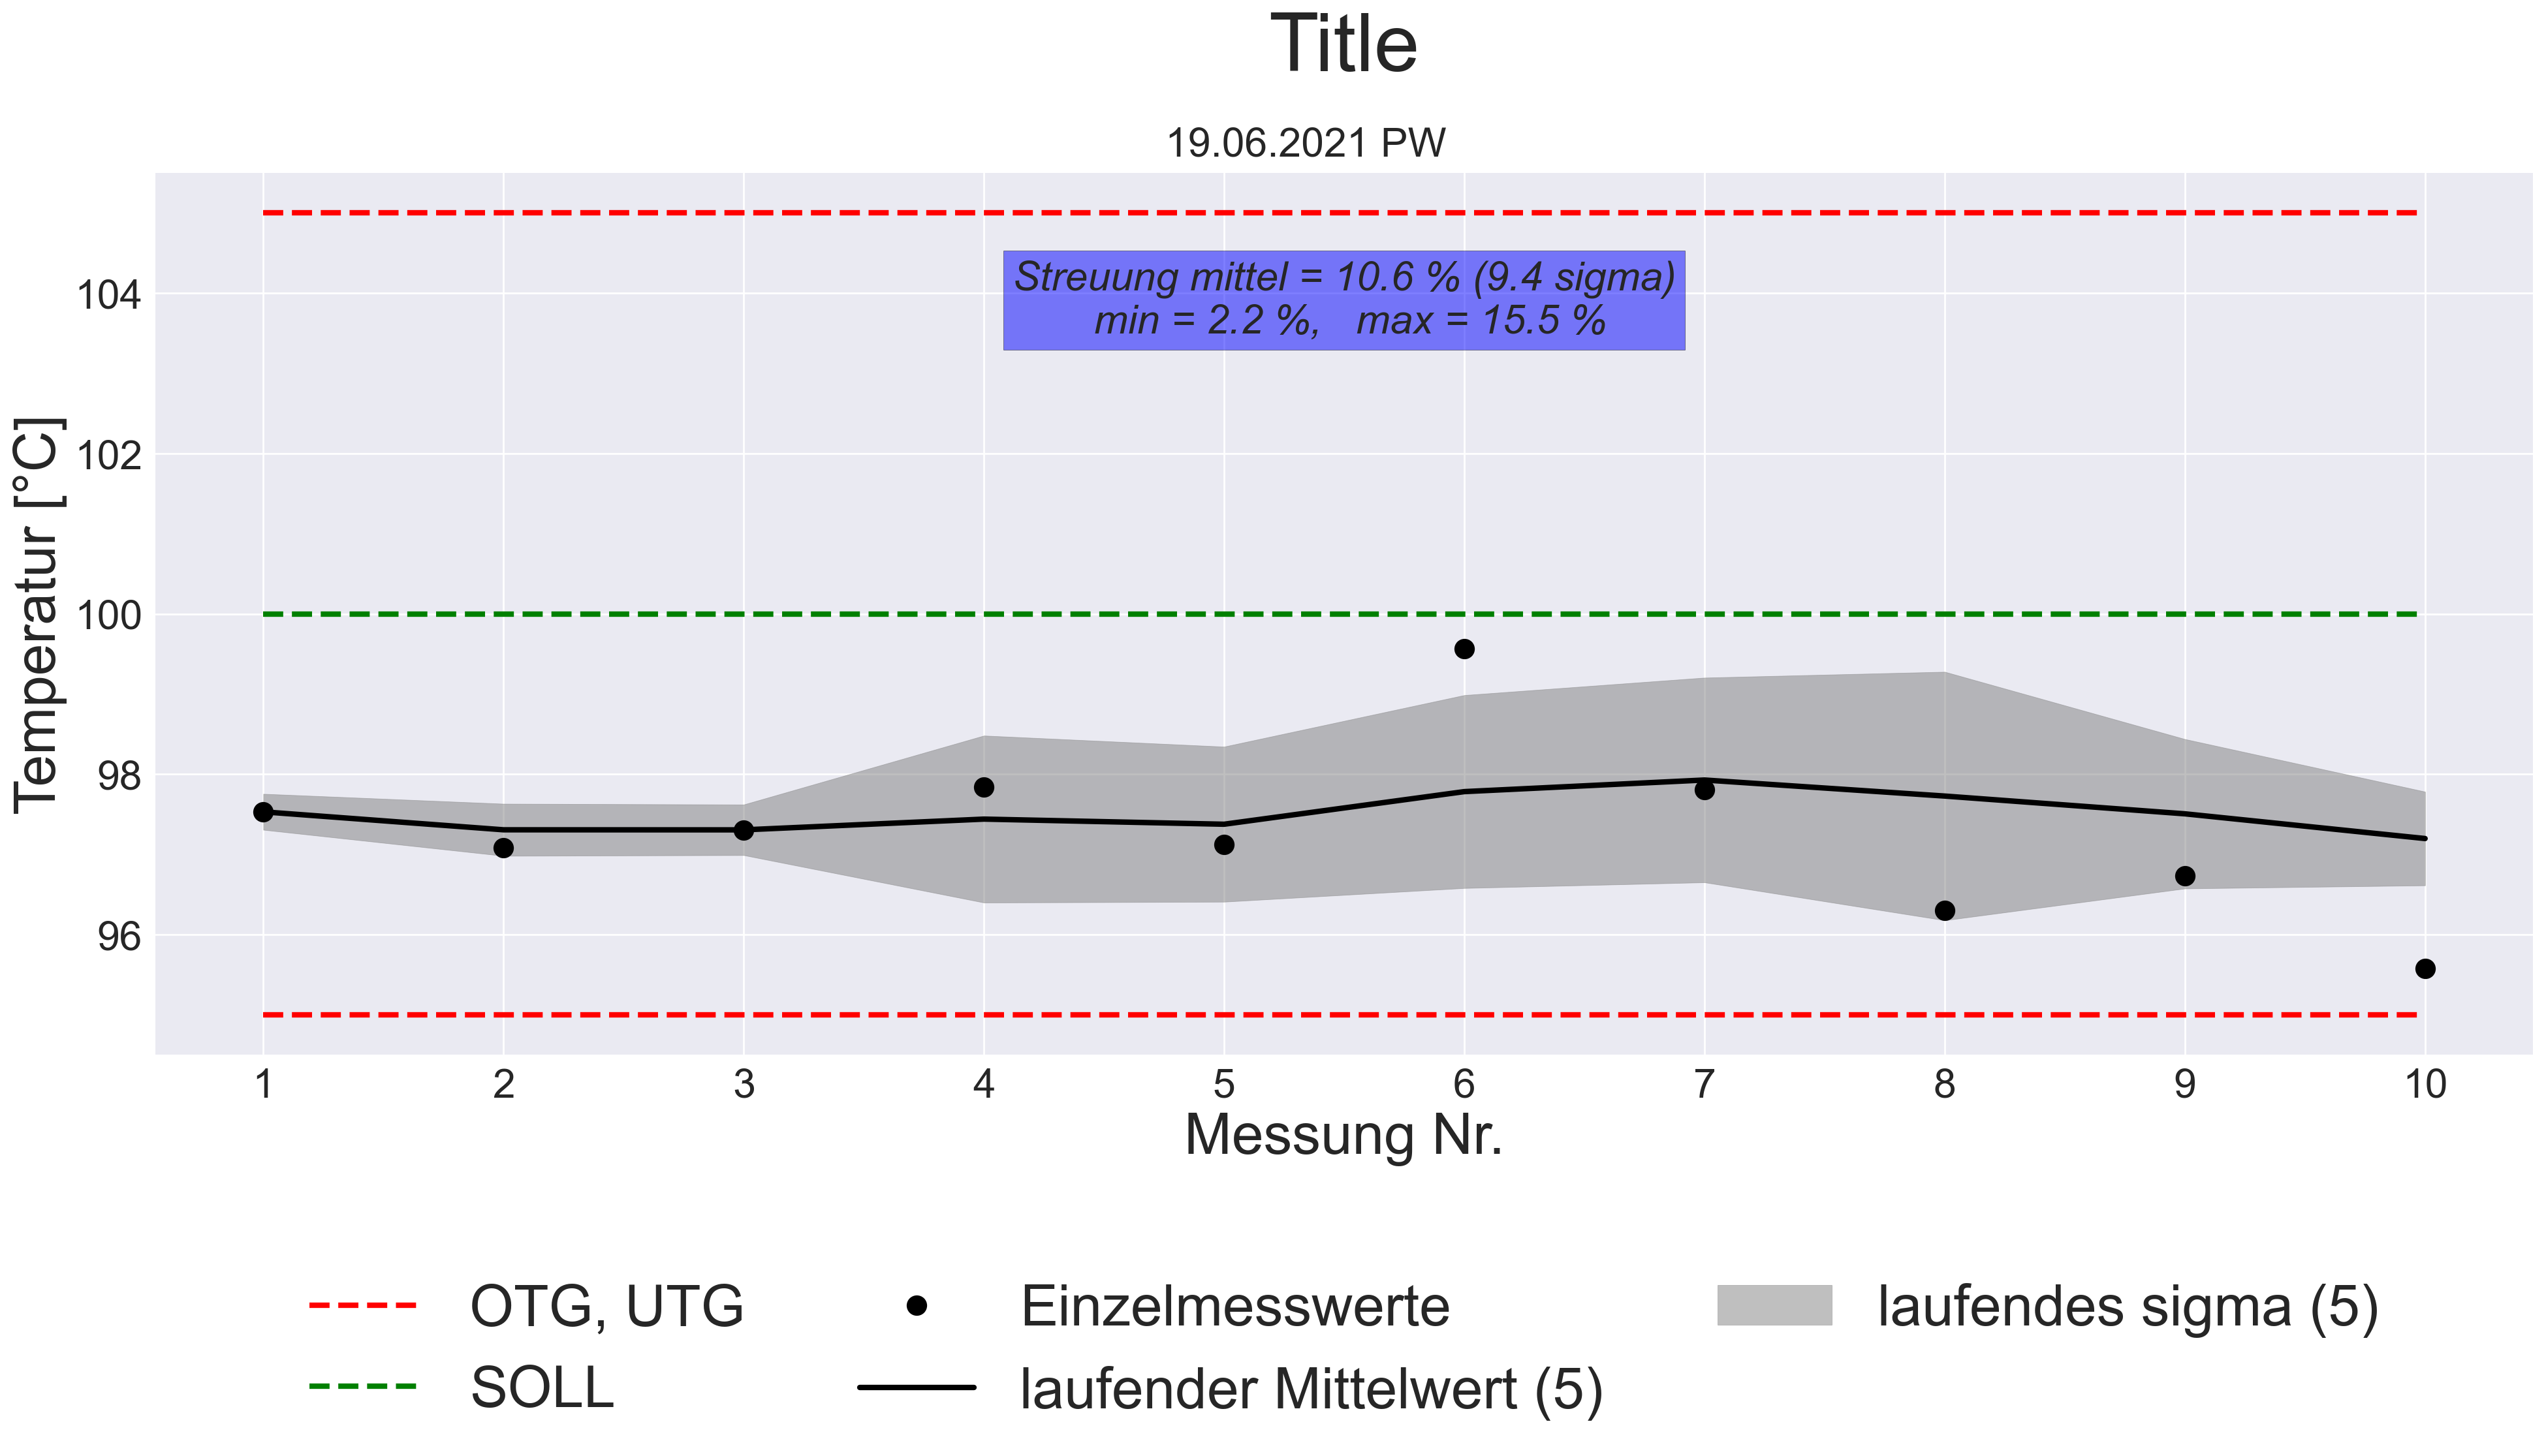 Title
19.06.2021 PW
Streuung mittel = 10.6 % (9.4 sigma)
min = 2.2 %,   max = 15.5 %
Temperatur [°C]
104
102
100
98
96
1 2 3 4 5 6 7 8 9 10
Messung Nr.
OTG, UTG
SOLL
Einzelmesswerte
laufender Mittelwert (5)
laufendes sigma (5)